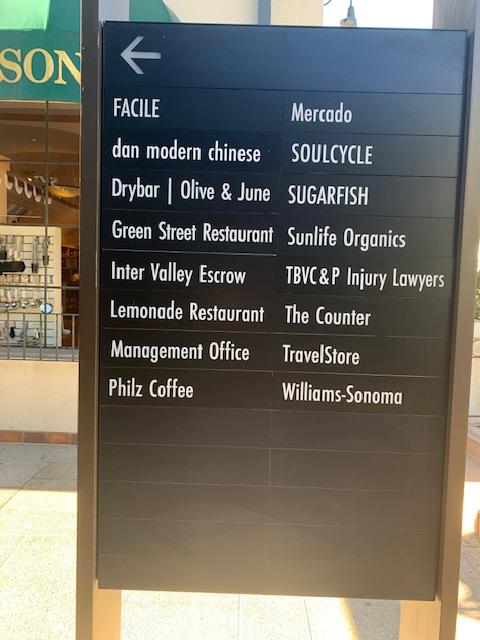 SON
FACILE
dan modern chinese
Drybar | Olive & June
Green Street Restaurant
Inter Valley Escrow
Lemonade Restaurant
Management Office
Philz Coffee
Mercado
SOULCYCLE
SUGARFISH
Sunlife Organics
TBVC&P Injury Lawyers
The Counter
TravelStore
Williams-Sonoma